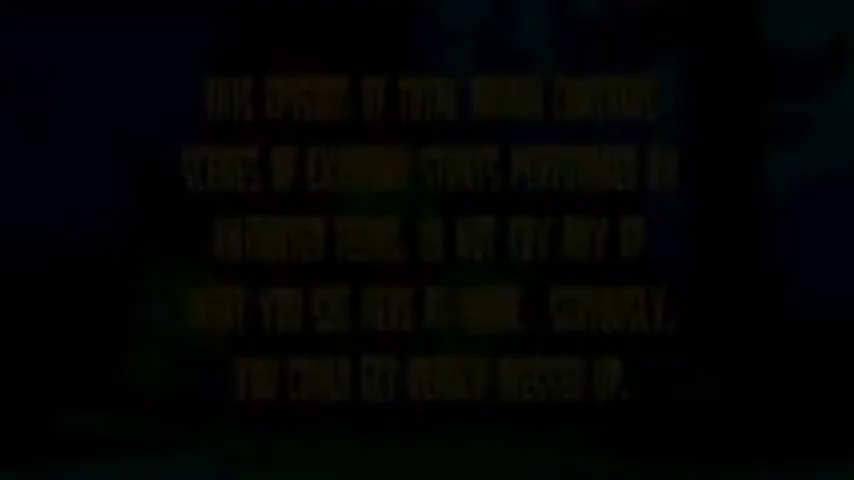 THIS EPISODE OF TOTAL DRAMA CONTAINS
SCENES OF EXTREME STUNTS PERFORMED BY
ANIMATED TEENS. DO NOT TRY ANY OF
WHAT YOU SEE HERE AT HOME. SERIOUSLY,
YOU COULD GET REALLY MESSED UP.